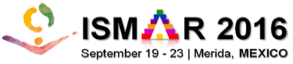 ISMAR 2016
September 19 - 23 | Merida, MEXICO